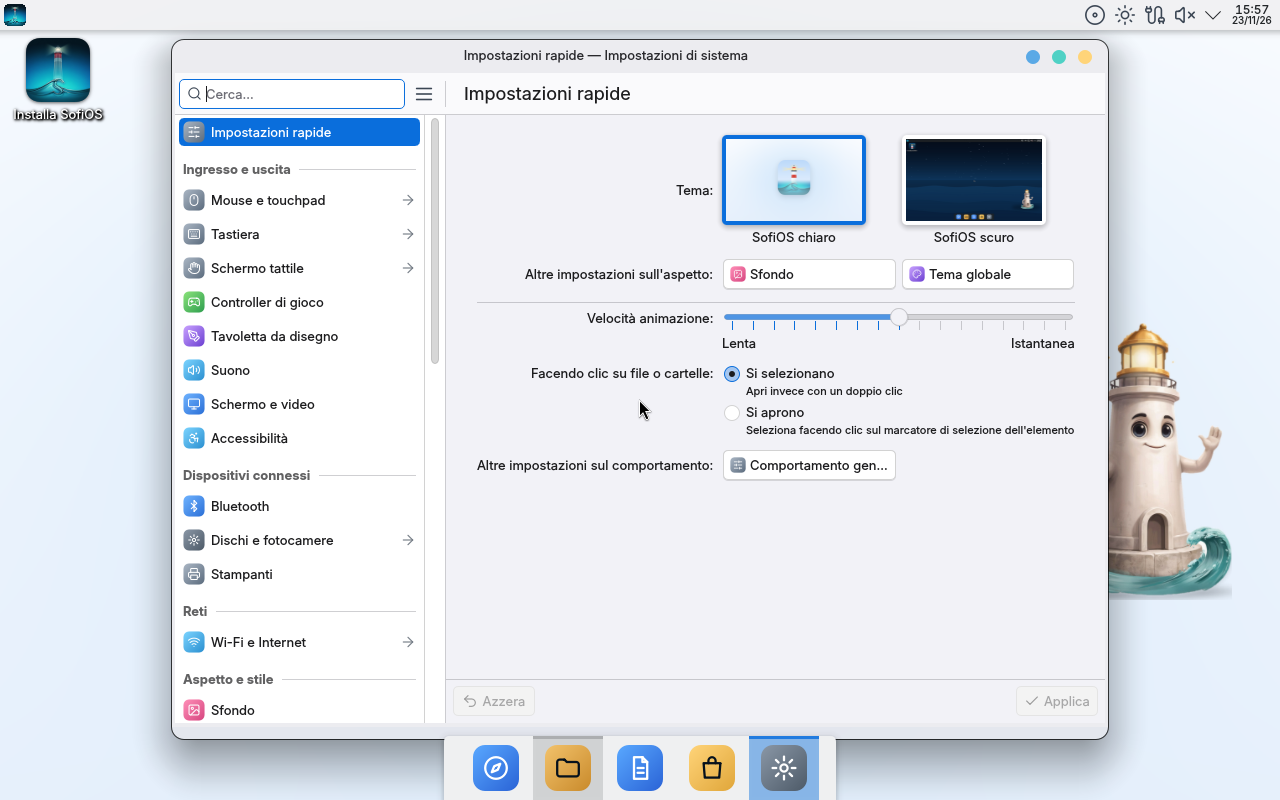 15:57
23/11/26
Installa SofiOS
Impostazioni rapide — Impostazioni di sistema
Cerca...
Impostazioni rapide
Impostazioni rapide
Ingresso e uscita
Mouse e touchpad
Tastiera
Schermo tattile
Controller di gioco
Tavoletta da disegno
Suono
Schermo e video
Accessibilità
Dispositivi connessi
Bluetooth
Dischi e fotocamere
Stampanti
Reti
Wi-Fi e Internet
Aspetto e stile
Sfondo
Tema:
SofiOS chiaro
SofiOS scuro
Altre impostazioni sull'aspetto:
Sfondo
Tema globale
Velocità animazione:
Lenta
Istantanea
Facendo clic su file o cartelle:
Si selezionano
Apri invece con un doppio clic
Si aprono
Seleziona facendo clic sul marcatore di selezione dell'elemento
Altre impostazioni sul comportamento:
Comportamento gen...
Azzera
Applica